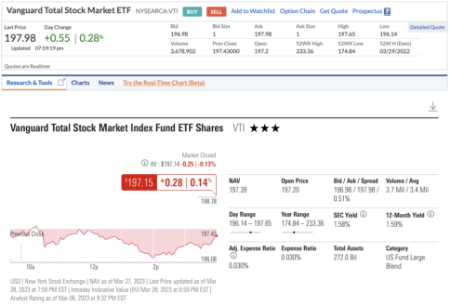 Vanguard Total Stock Market ETF NYSEARCA:VTI BUY SELL Add to Watchlist Option Chain Get Quote Prospectus
Last Price Day Change Bid Bid Size Ask Ask Size High Low Detailed Quote
197.98 +0.55 | 0.28% 196.98 1 197.98 1 197.65 196.14
Updated 07:59:19pm Volume Prev Close Open 52WK High 52WK Low 52WH (Date)
3,678,902 197.43000 197.2 233.36 174.84 03/29/2022
Quotes are Realtime
Research & Tools Charts News Try the Real-Time Chart (Beta)
Vanguard Total Stock Market Index Fund ETF Shares VTI ★★★
Market Closed
IIV : $197.14 -0.25 | -0.13%
$197.15 +0.28 | 0.14%
198.78
Previous Close 197.43
196.08
10a 12p 2p
NAV Open Price Bid / Ask / Spread Volume / Avg
197.39 197.20 196.98 / 197.98 / 0.51% 3.7 Mil / 3.4 Mil
Day Range Year Range SEC Yield 12-Month Yield
196.14 – 197.65 174.84 – 233.36 1.58% 1.59%
Adj. Expense Ratio Expense Ratio Total Assets Category
0.030% 0.030% 272.0 Bil US Fund Large Blend
USD | New York Stock Exchange | NAV as of Mar 27, 2023 | Last Price updated as of Mar
28, 2023 at 7:59 PM EST | Intraday Indicative Value (IIV) Mar 28, 2023 at 6:59 PM EST |
Analyst Rating as of Mar 06, 2023 at 6:32 PM EST